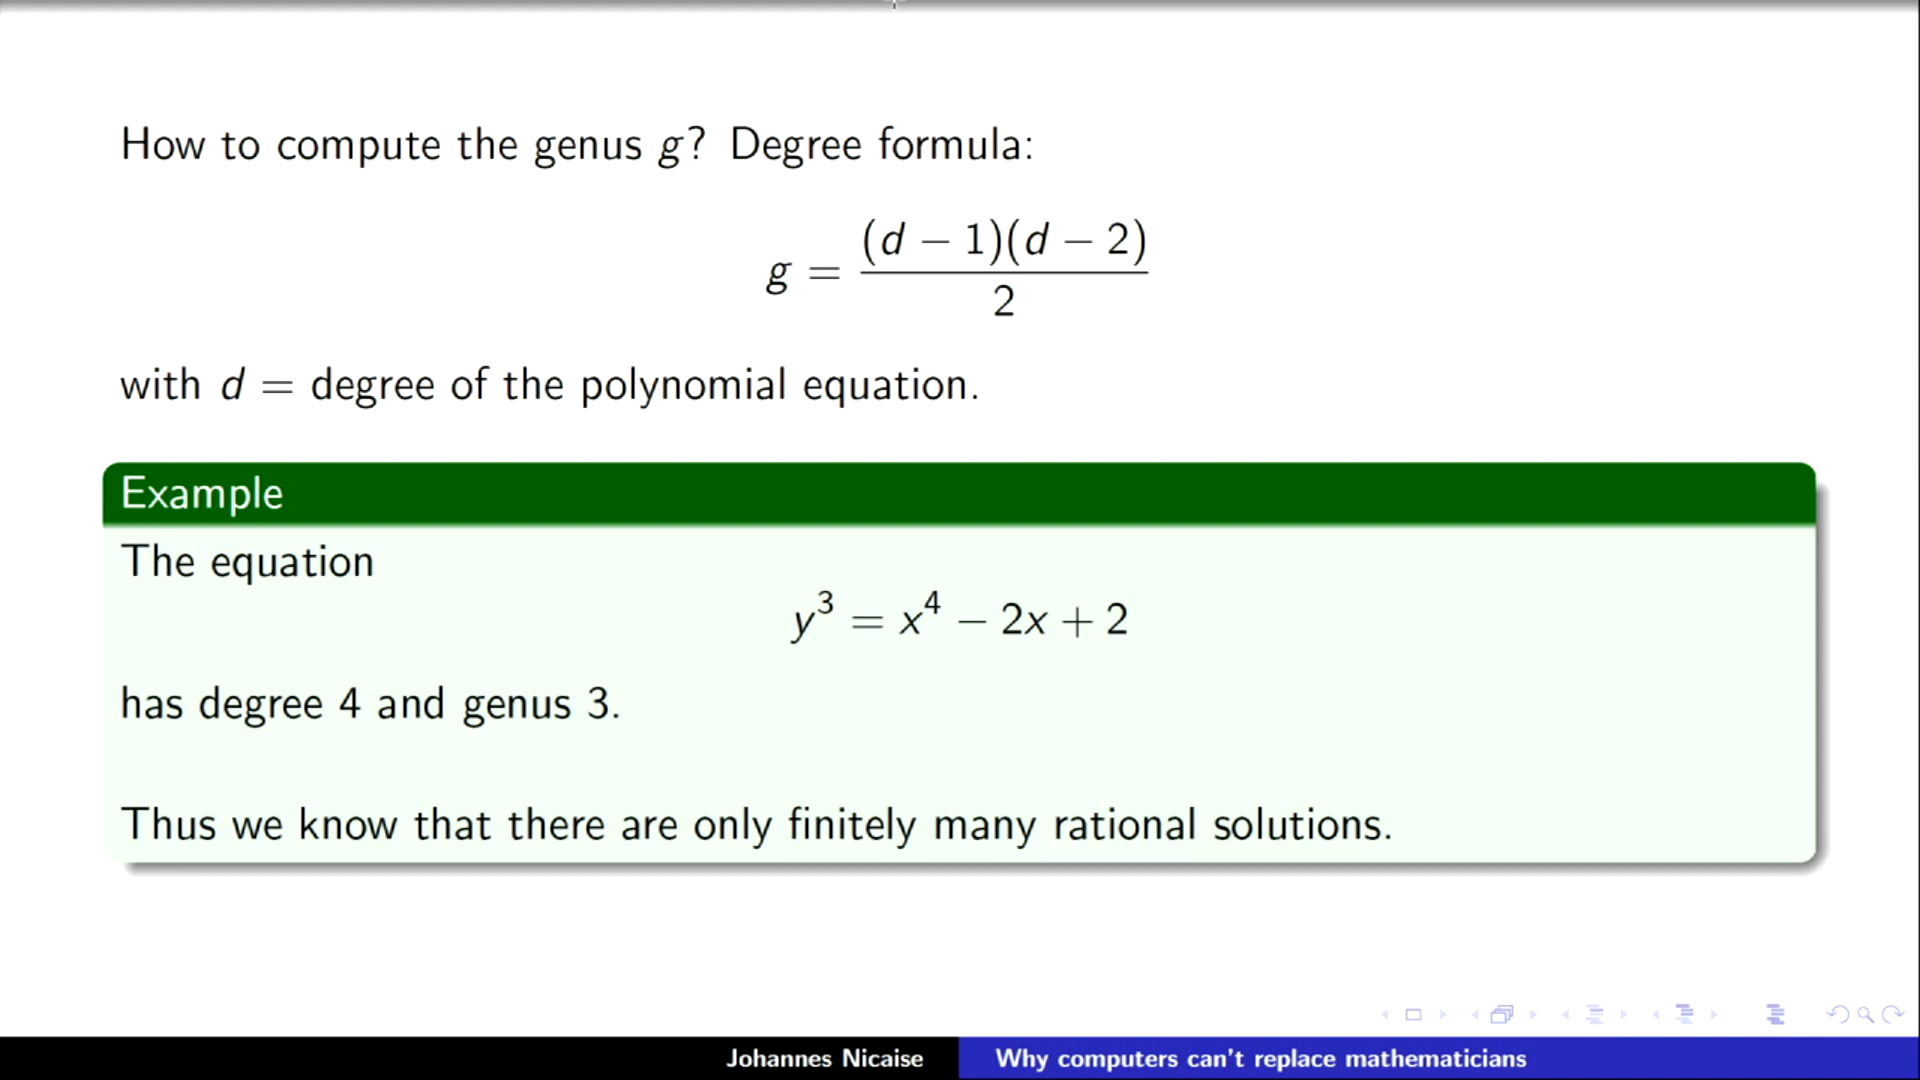 How to compute the genus g? Degree formula:
g = (d − 1)(d − 2) / 2
with d = degree of the polynomial equation.
Example
The equation
y³ = x⁴ − 2x + 2
has degree 4 and genus 3.
Thus we know that there are only finitely many rational solutions.
Johannes Nicaise
Why computers can't replace mathematicians